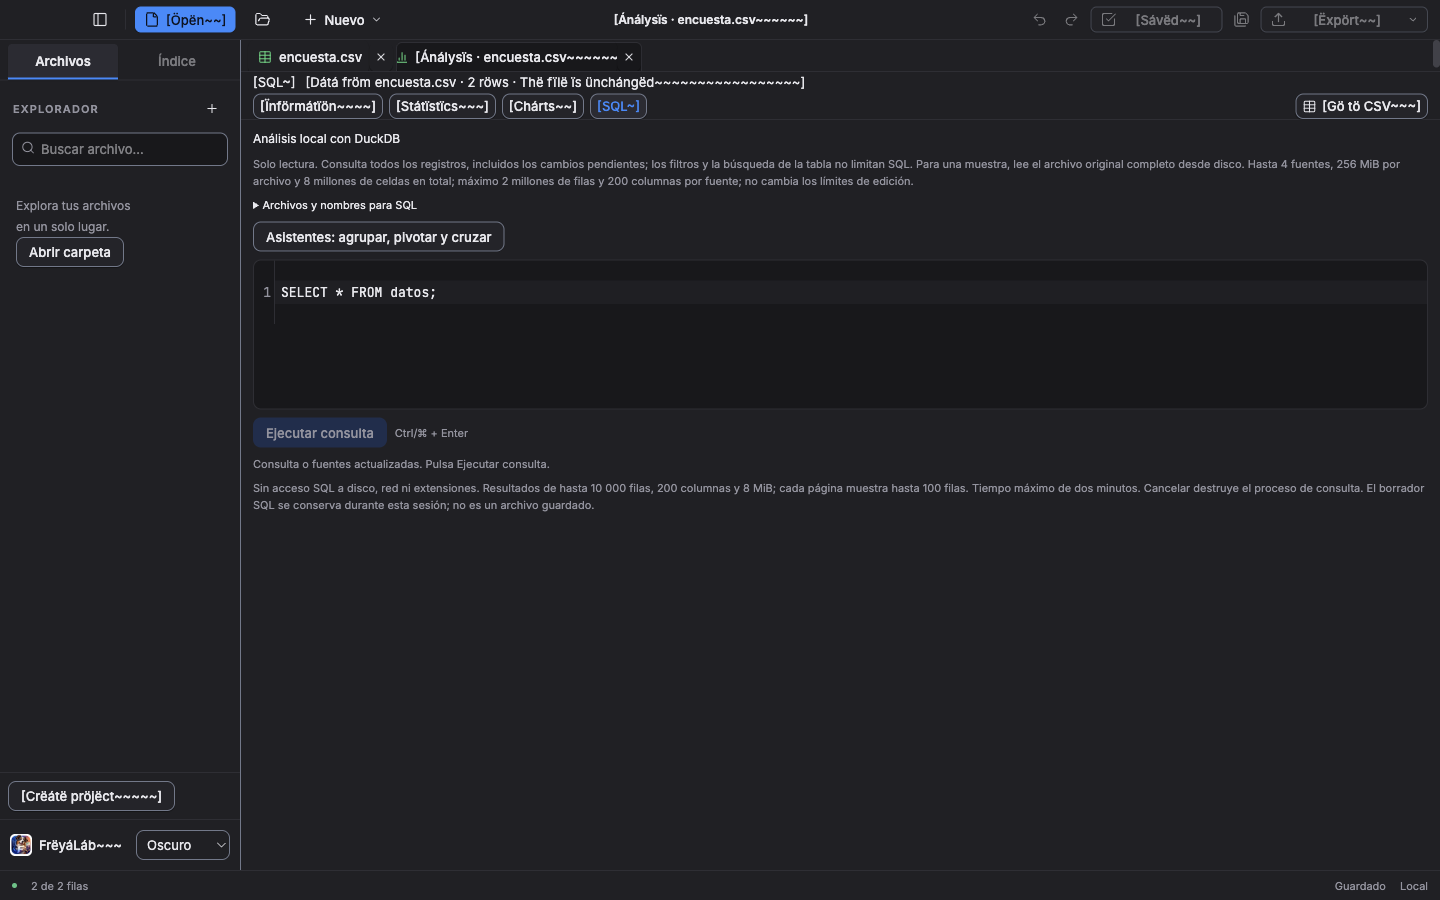 [Öpën~~]
Nuevo
[Ánálysïs · encuesta.csv~~~~~~]
[Sávëd~~]
[Ëxpört~~]
Archivos
Índice
encuesta.csv
[Ánálysïs · encuesta.csv~~~~~~
EXPLORADOR
Buscar archivo...
Explora tus archivos
en un solo lugar.
Abrir carpeta
[SQL~] [Dátá fröm encuesta.csv · 2 röws · Thë fïlë ïs ünchángëd~~~~~~~~~~~~~~~~~]
[Ïnförmátïön~~~~] [Státïstïcs~~~] [Chárts~~] [SQL~] [Gö tö CSV~~~]
Análisis local con DuckDB
Solo lectura. Consulta todos los registros, incluidos los cambios pendientes; los filtros y la búsqueda de la tabla no limitan SQL. Para una muestra, lee el archivo original completo desde disco. Hasta 4 fuentes, 256 MiB por
archivo y 8 millones de celdas en total; máximo 2 millones de filas y 200 columnas por fuente; no cambia los límites de edición.
Archivos y nombres para SQL
Asistentes: agrupar, pivotar y cruzar
1 SELECT * FROM datos;
Ejecutar consulta Ctrl/⌘ + Enter
Consulta o fuentes actualizadas. Pulsa Ejecutar consulta.
Sin acceso SQL a disco, red ni extensiones. Resultados de hasta 10 000 filas, 200 columnas y 8 MiB; cada página muestra hasta 100 filas. Tiempo máximo de dos minutos. Cancelar destruye el proceso de consulta. El borrador
SQL se conserva durante esta sesión; no es un archivo guardado.
[Crëátë pröjëct~~~~~]
FrëyáLáb~~~
Oscuro
2 de 2 filas
Guardado
Local